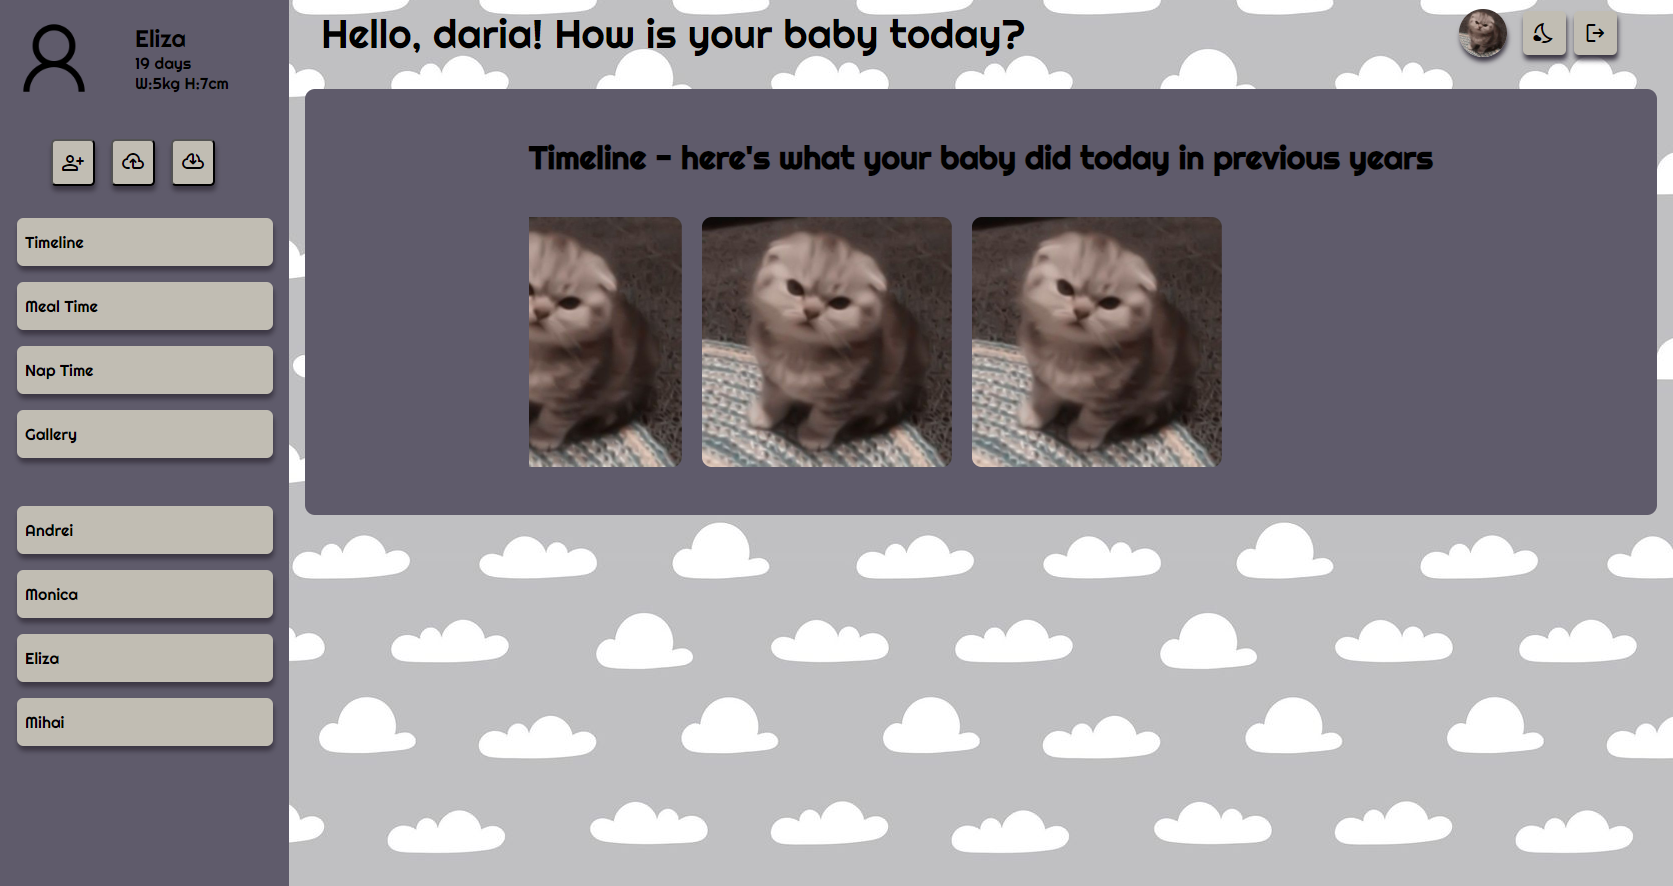 Eliza
19 days
W:5kg H:7cm
Timeline
Meal Time
Nap Time
Gallery
Andrei
Monica
Eliza
Mihai
Hello, daria! How is your baby today?
Timeline - here's what your baby did today in previous years